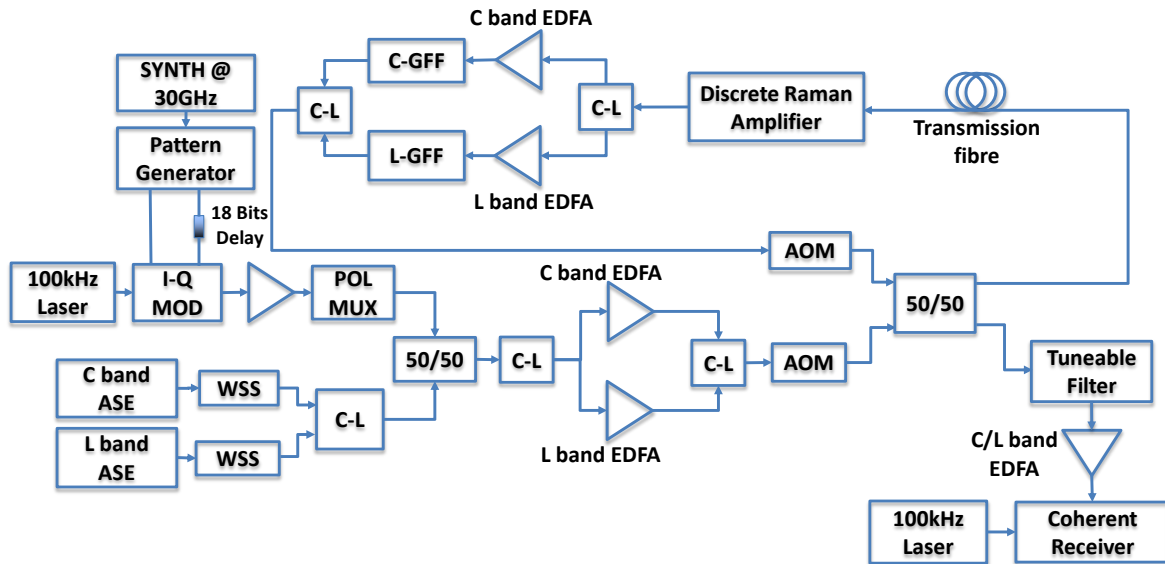 C band EDFA
SYNTH @
30GHz
C-GFF
C-L
C-L
Discrete Raman
Amplifier
Transmission
fibre
Pattern
Generator
L-GFF
L band EDFA
18 Bits
Delay
AOM
100kHz
Laser
I-Q
MOD
POL
MUX
C band EDFA
50/50
50/50
C-L
C-L
AOM
Tuneable
Filter
C band
ASE
WSS
C-L
L band
ASE
WSS
L band EDFA
C/L band
EDFA
100kHz
Laser
Coherent
Receiver